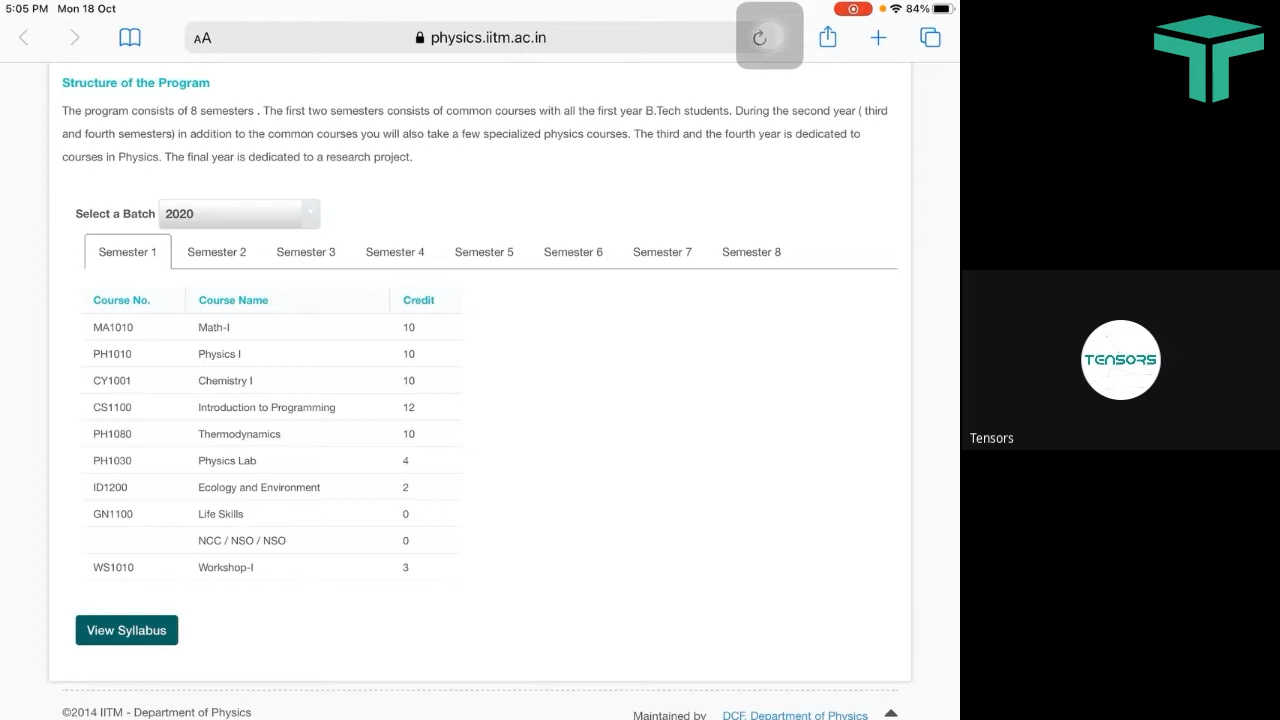 5:05 PM Mon 18 Oct
84%
AA
physics.iitm.ac.in
Structure of the Program
The program consists of 8 semesters . The first two semesters consists of common courses with all the first year B.Tech students. During the second year ( third
and fourth semesters) in addition to the common courses you will also take a few specialized physics courses. The third and the fourth year is dedicated to
courses in Physics. The final year is dedicated to a research project.
Select a Batch 2020
Semester 1 Semester 2 Semester 3 Semester 4 Semester 5 Semester 6 Semester 7 Semester 8
Course No. Course Name Credit
MA1010 Math-I 10
PH1010 Physics I 10
CY1001 Chemistry I 10
CS1100 Introduction to Programming 12
PH1080 Thermodynamics 10
PH1030 Physics Lab 4
ID1200 Ecology and Environment 2
GN1100 Life Skills 0
NCC / NSO / NSO 0
WS1010 Workshop-I 3
View Syllabus
©2014 IITM - Department of Physics
Maintained by DCF, Department of Physics
TENSORS
Tensors